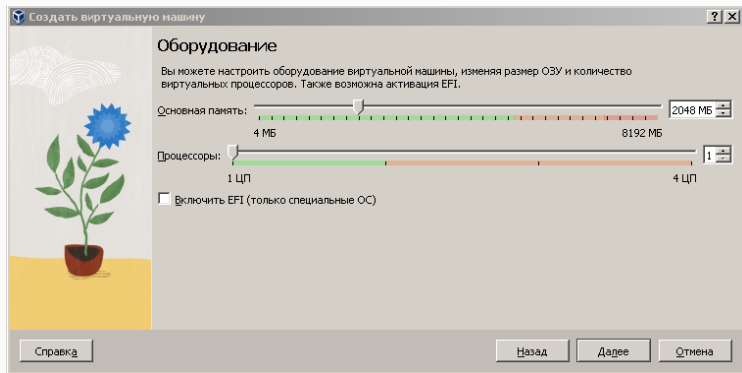 Создать виртуальную машину
Оборудование
Вы можете настроить оборудование виртуальной машины, изменяя размер ОЗУ и количество
виртуальных процессоров. Также возможна активация EFI.
Основная память: 2048 МБ
4 МБ 8192 МБ
Процессоры: 1
1 ЦП 4 ЦП
Включить EFI (только специальные ОС)
Справка Назад Далее Отмена